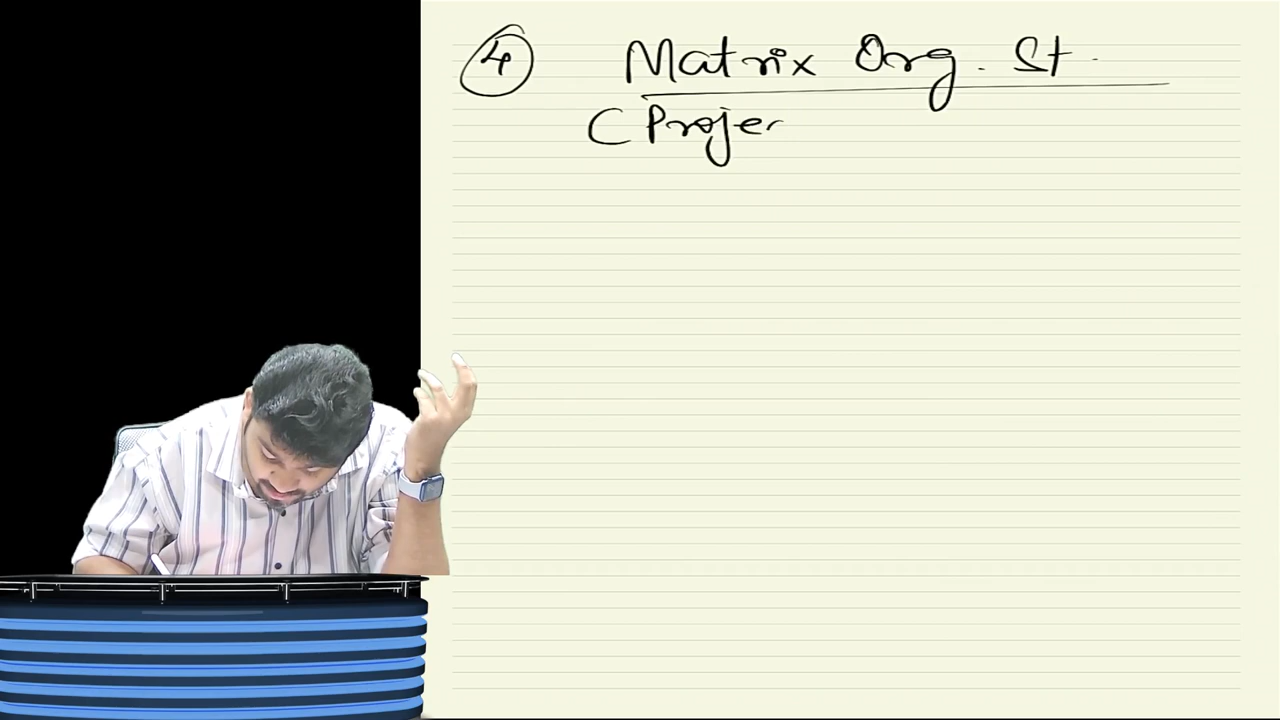 ④ Matrix Org. St.
( Projec